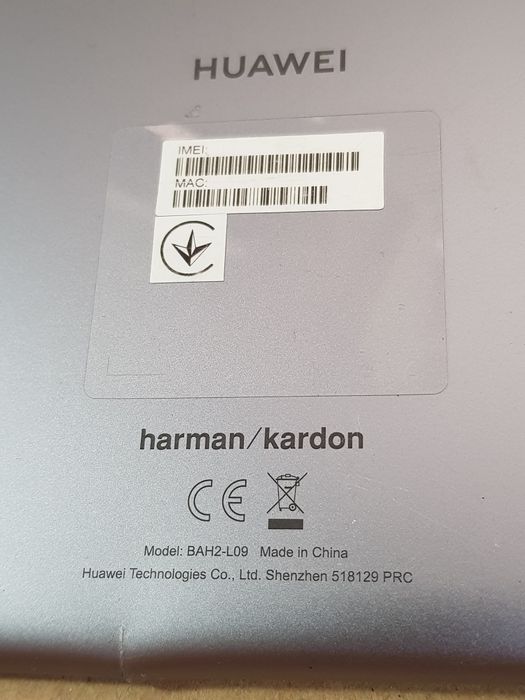 HUAWEI
IMEI:
MAC:
harman/kardon
CE
Model: BAH2-L09 Made in China
Huawei Technologies Co., Ltd. Shenzhen 518129 PRC